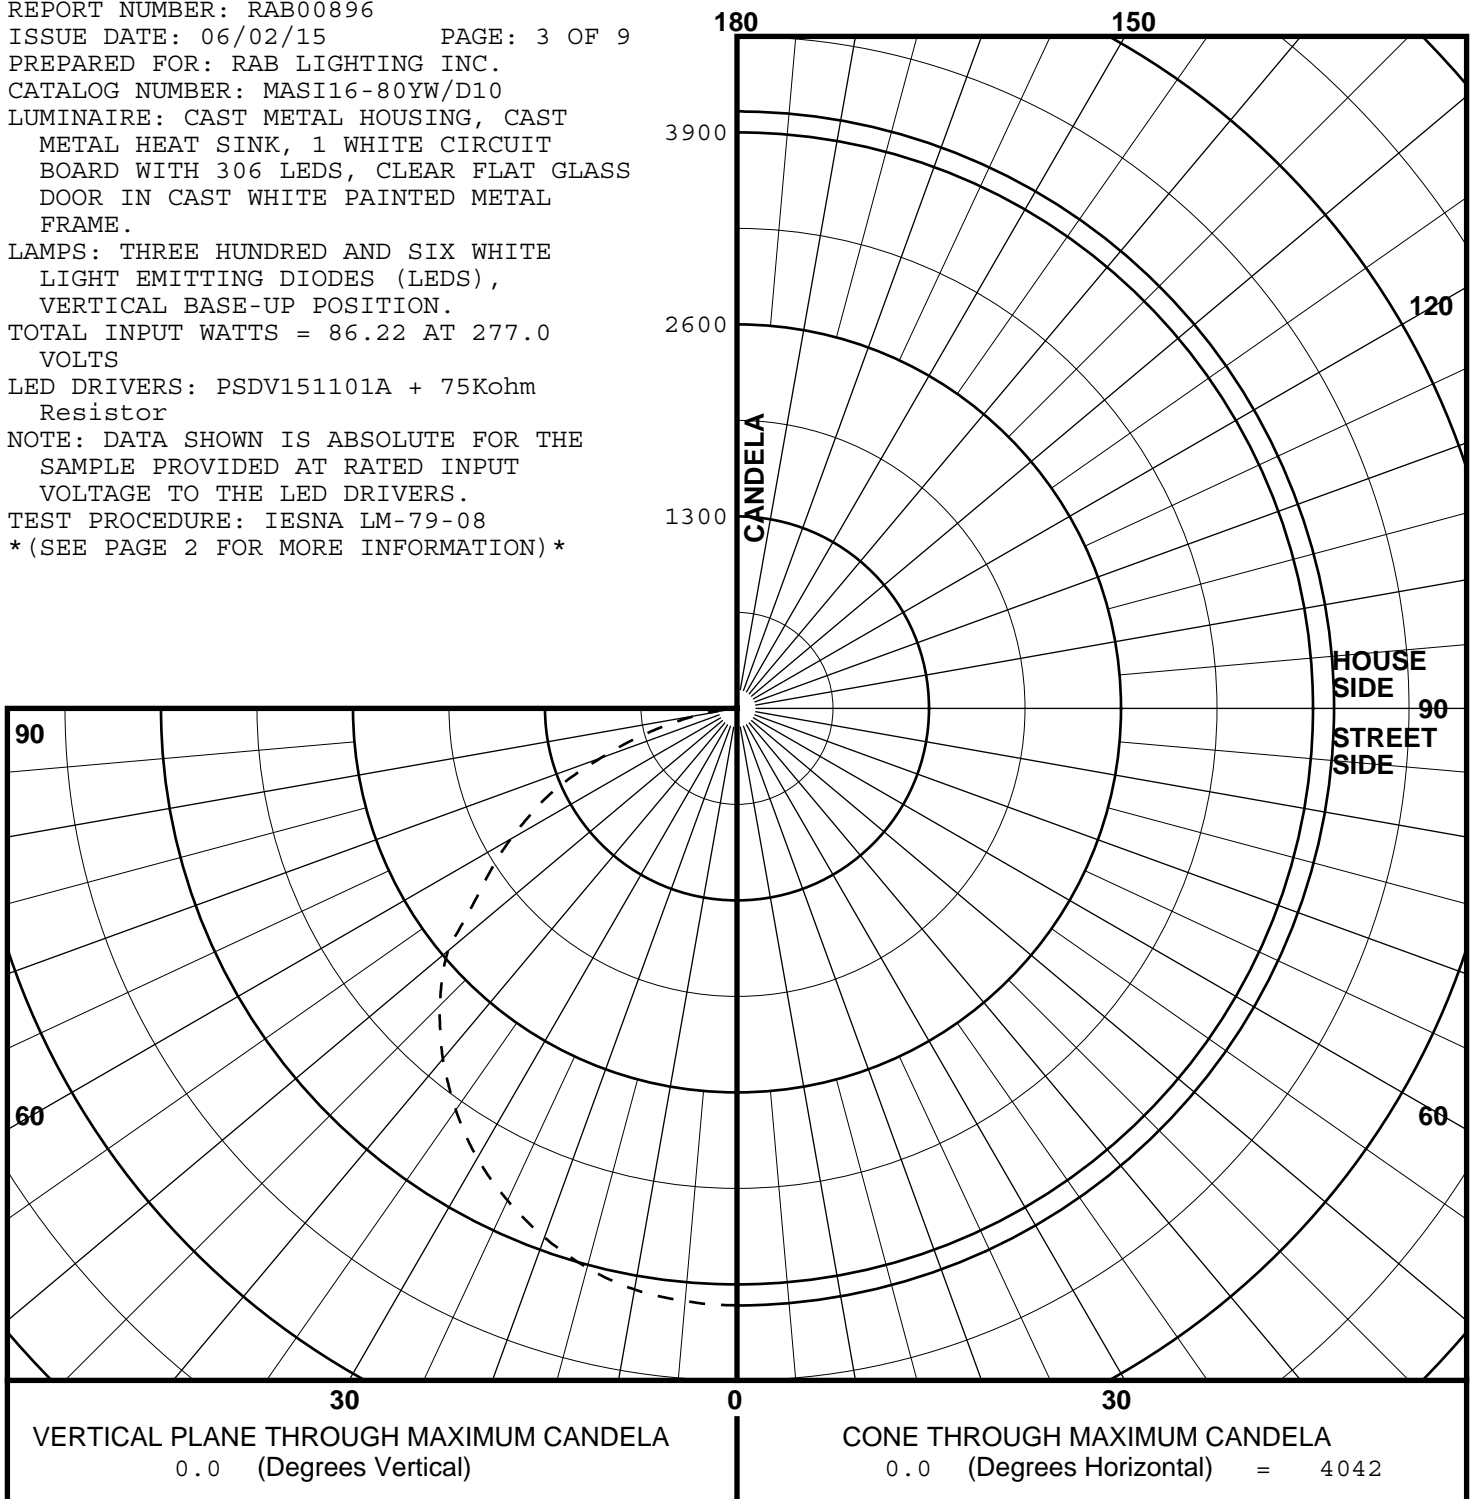 REPORT NUMBER: RAB00896
ISSUE DATE: 06/02/15 PAGE: 3 OF 9
PREPARED FOR: RAB LIGHTING INC.
CATALOG NUMBER: MASI16-80YW/D10
LUMINAIRE: CAST METAL HOUSING, CAST
METAL HEAT SINK, 1 WHITE CIRCUIT
BOARD WITH 306 LEDS, CLEAR FLAT GLASS
DOOR IN CAST WHITE PAINTED METAL
FRAME.
LAMPS: THREE HUNDRED AND SIX WHITE
LIGHT EMITTING DIODES (LEDS),
VERTICAL BASE-UP POSITION.
TOTAL INPUT WATTS = 86.22 AT 277.0
VOLTS
LED DRIVERS: PSDV151101A + 75Kohm
Resistor
NOTE: DATA SHOWN IS ABSOLUTE FOR THE
SAMPLE PROVIDED AT RATED INPUT
VOLTAGE TO THE LED DRIVERS.
TEST PROCEDURE: IESNA LM-79-08
*(SEE PAGE 2 FOR MORE INFORMATION)*
180
150
3900
120
2600
CANDELA
1300
HOUSE
SIDE
90
90
STREET
SIDE
60
60
30
0
30
VERTICAL PLANE THROUGH MAXIMUM CANDELA
0.0 (Degrees Vertical)
CONE THROUGH MAXIMUM CANDELA
0.0 (Degrees Horizontal) = 4042